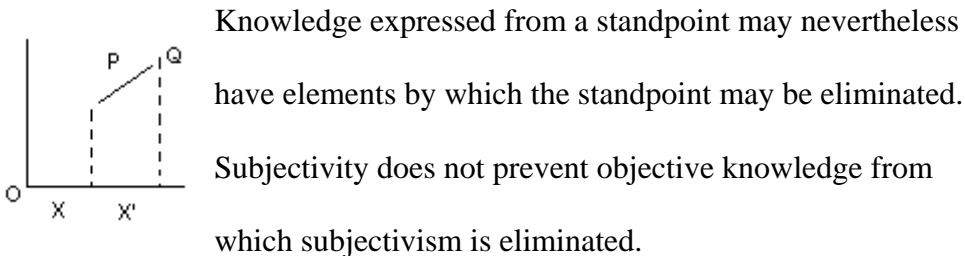 Knowledge expressed from a standpoint may nevertheless
P Q
have elements by which the standpoint may be eliminated.
Subjectivity does not prevent objective knowledge from
O
X X'
which subjectivism is eliminated.